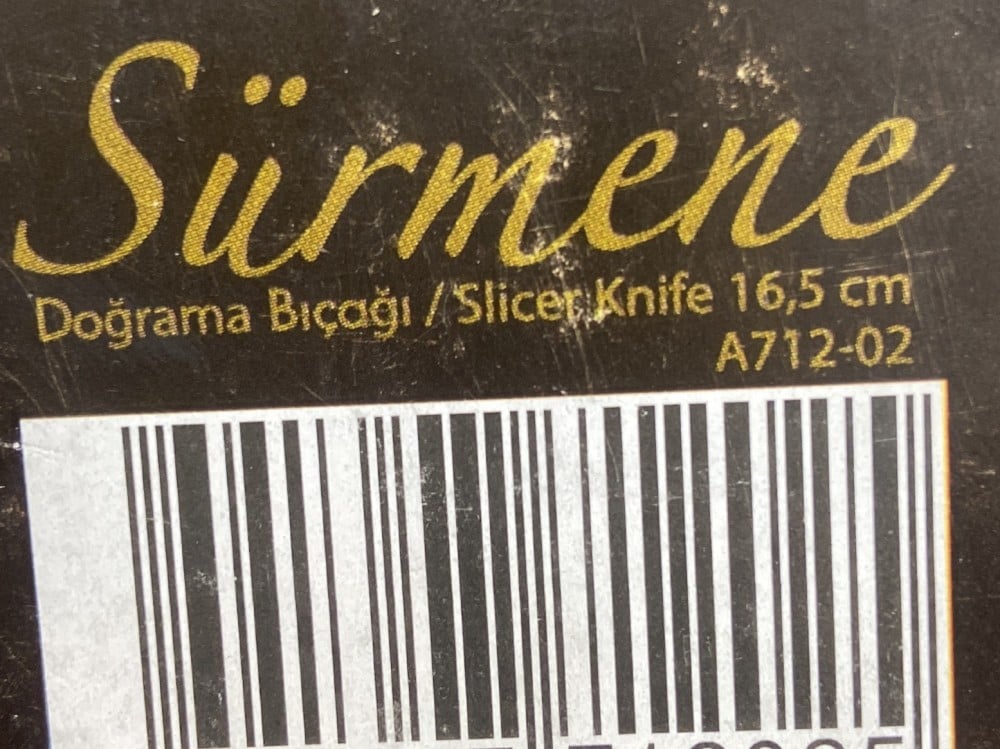 Sürmene
Doğrama Bıçağı / Slicer Knife 16,5 cm
A712-02